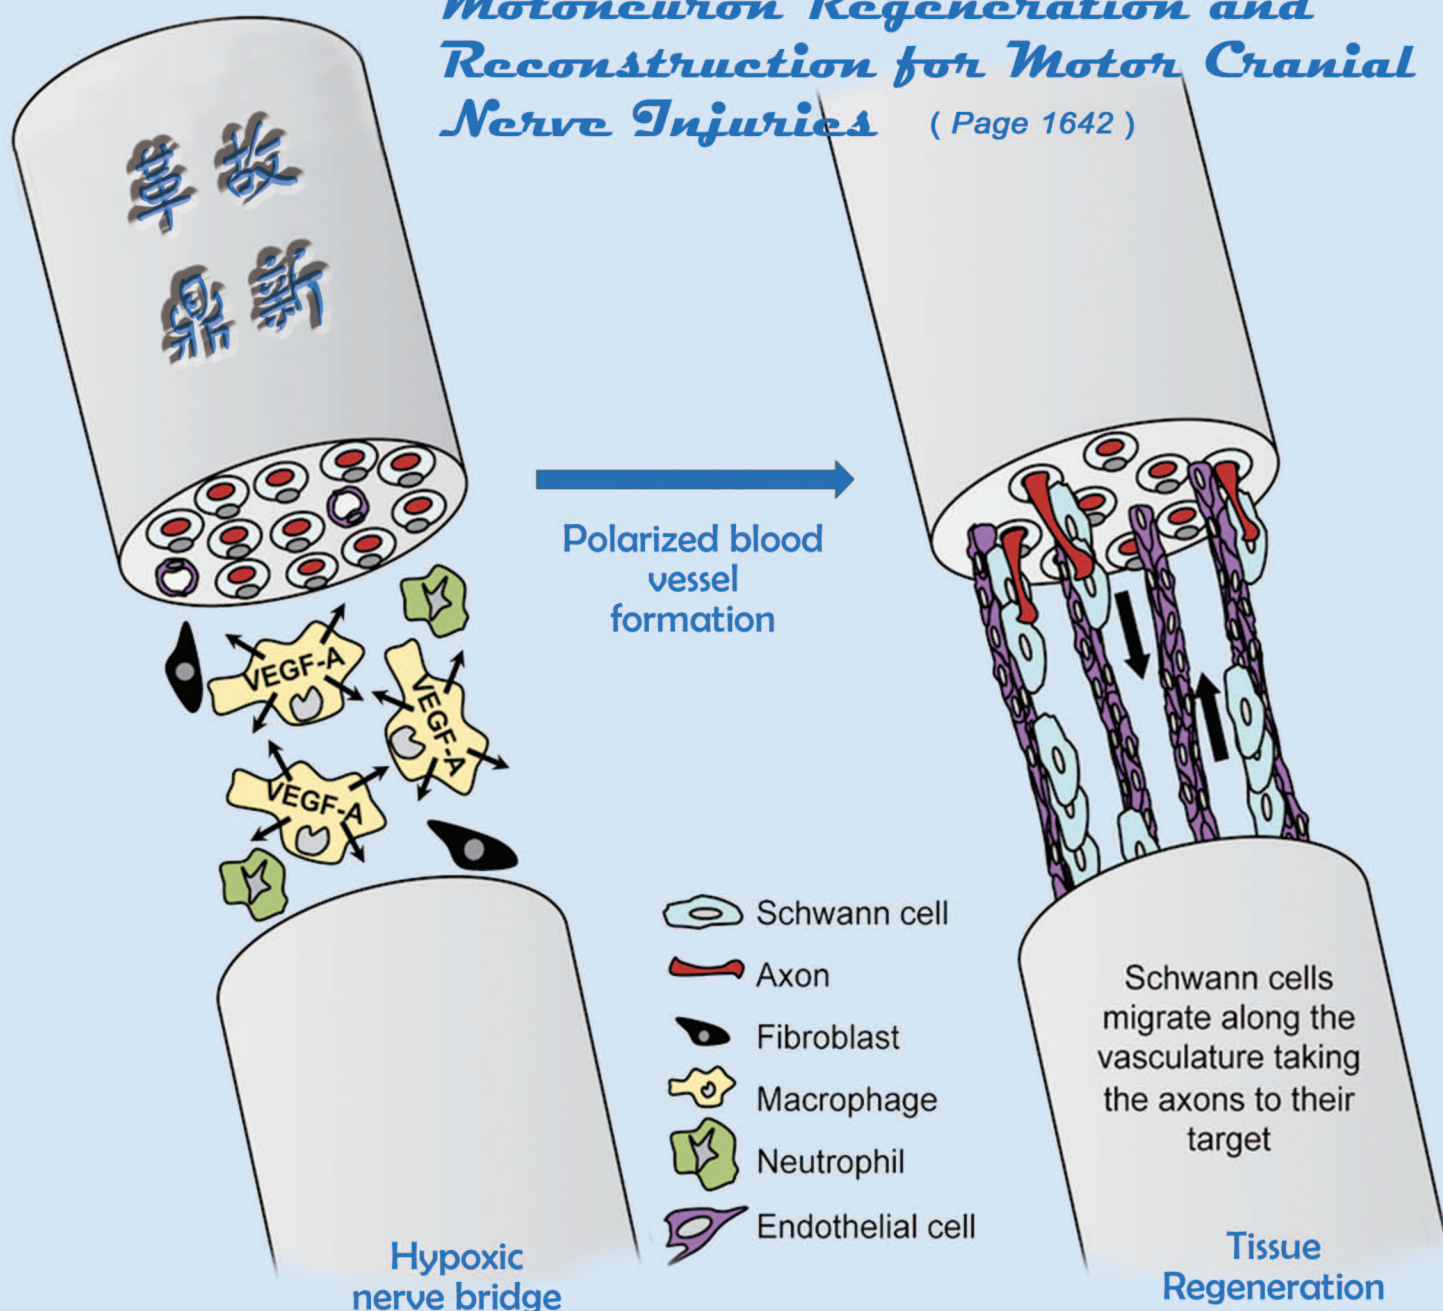 Motoneuron Regeneration and
Reconstruction for Motor Cranial
Nerve Injuries ( Page 1642 )
革故
鼎新
Polarized blood
vessel
formation
VEGF-A
VEGF-A
VEGF-A
Schwann cell
Axon
Fibroblast
Macrophage
Neutrophil
Endothelial cell
Schwann cells
migrate along the
vasculature taking
the axons to their
target
Hypoxic
nerve bridge
Tissue
Regeneration